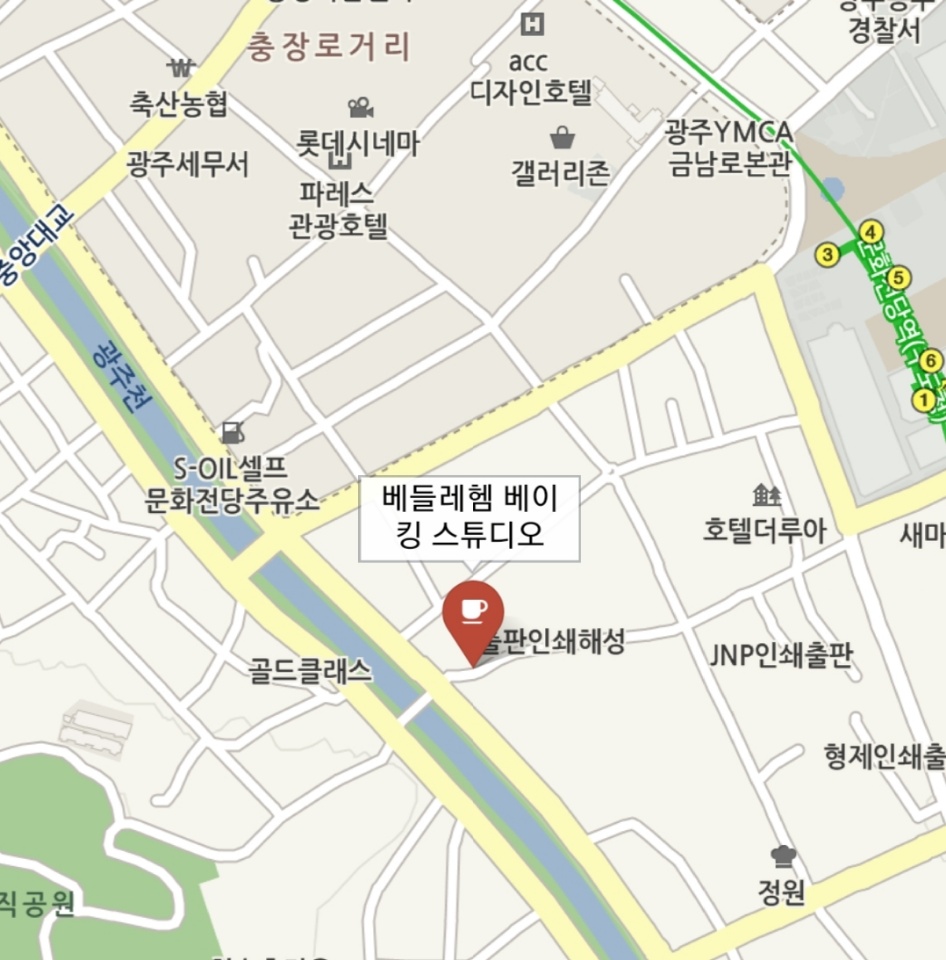 충장로거리
경찰서
acc
디자인호텔
축산농협
롯데시네마
광주YMCA
금남로본관
광주세무서
갤러리존
파레스
관광호텔
중앙대교
4
3
5
6
1
광주천
S-OIL셀프
문화전당주유소
베들레헴 베이
킹 스튜디오
호텔더루아
새마
출판인쇄해성
JNP인쇄출판
골드클래스
형제인쇄출
정원
직공원